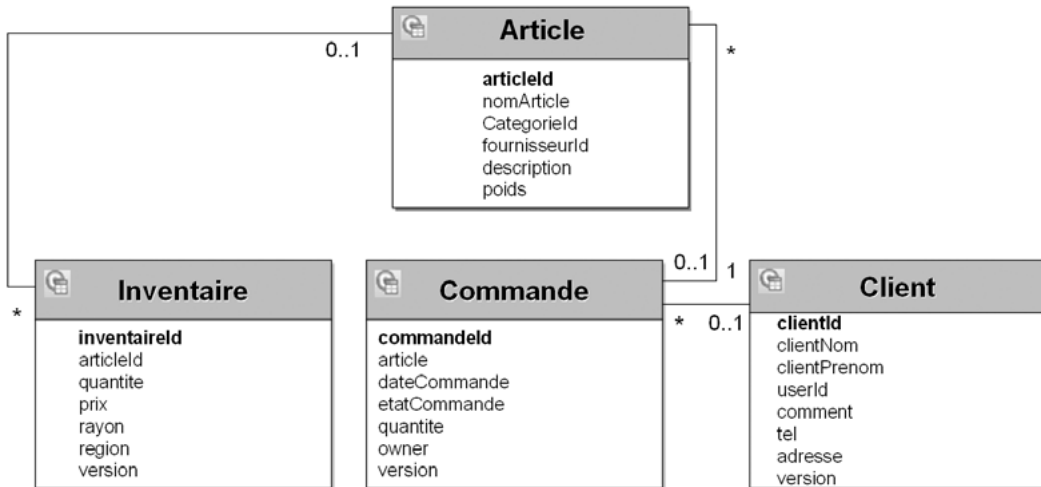 Article
0..1
*
articleId
nomArticle
CategorieId
fournisseurId
description
poids
0..1
1
Inventaire
*
inventaireId
articleId
quantite
prix
rayon
region
version
Commande
*
commandeId
article
dateCommande
etatCommande
quantite
owner
version
Client
0..1
clientId
clientNom
clientPrenom
userId
comment
tel
adresse
version